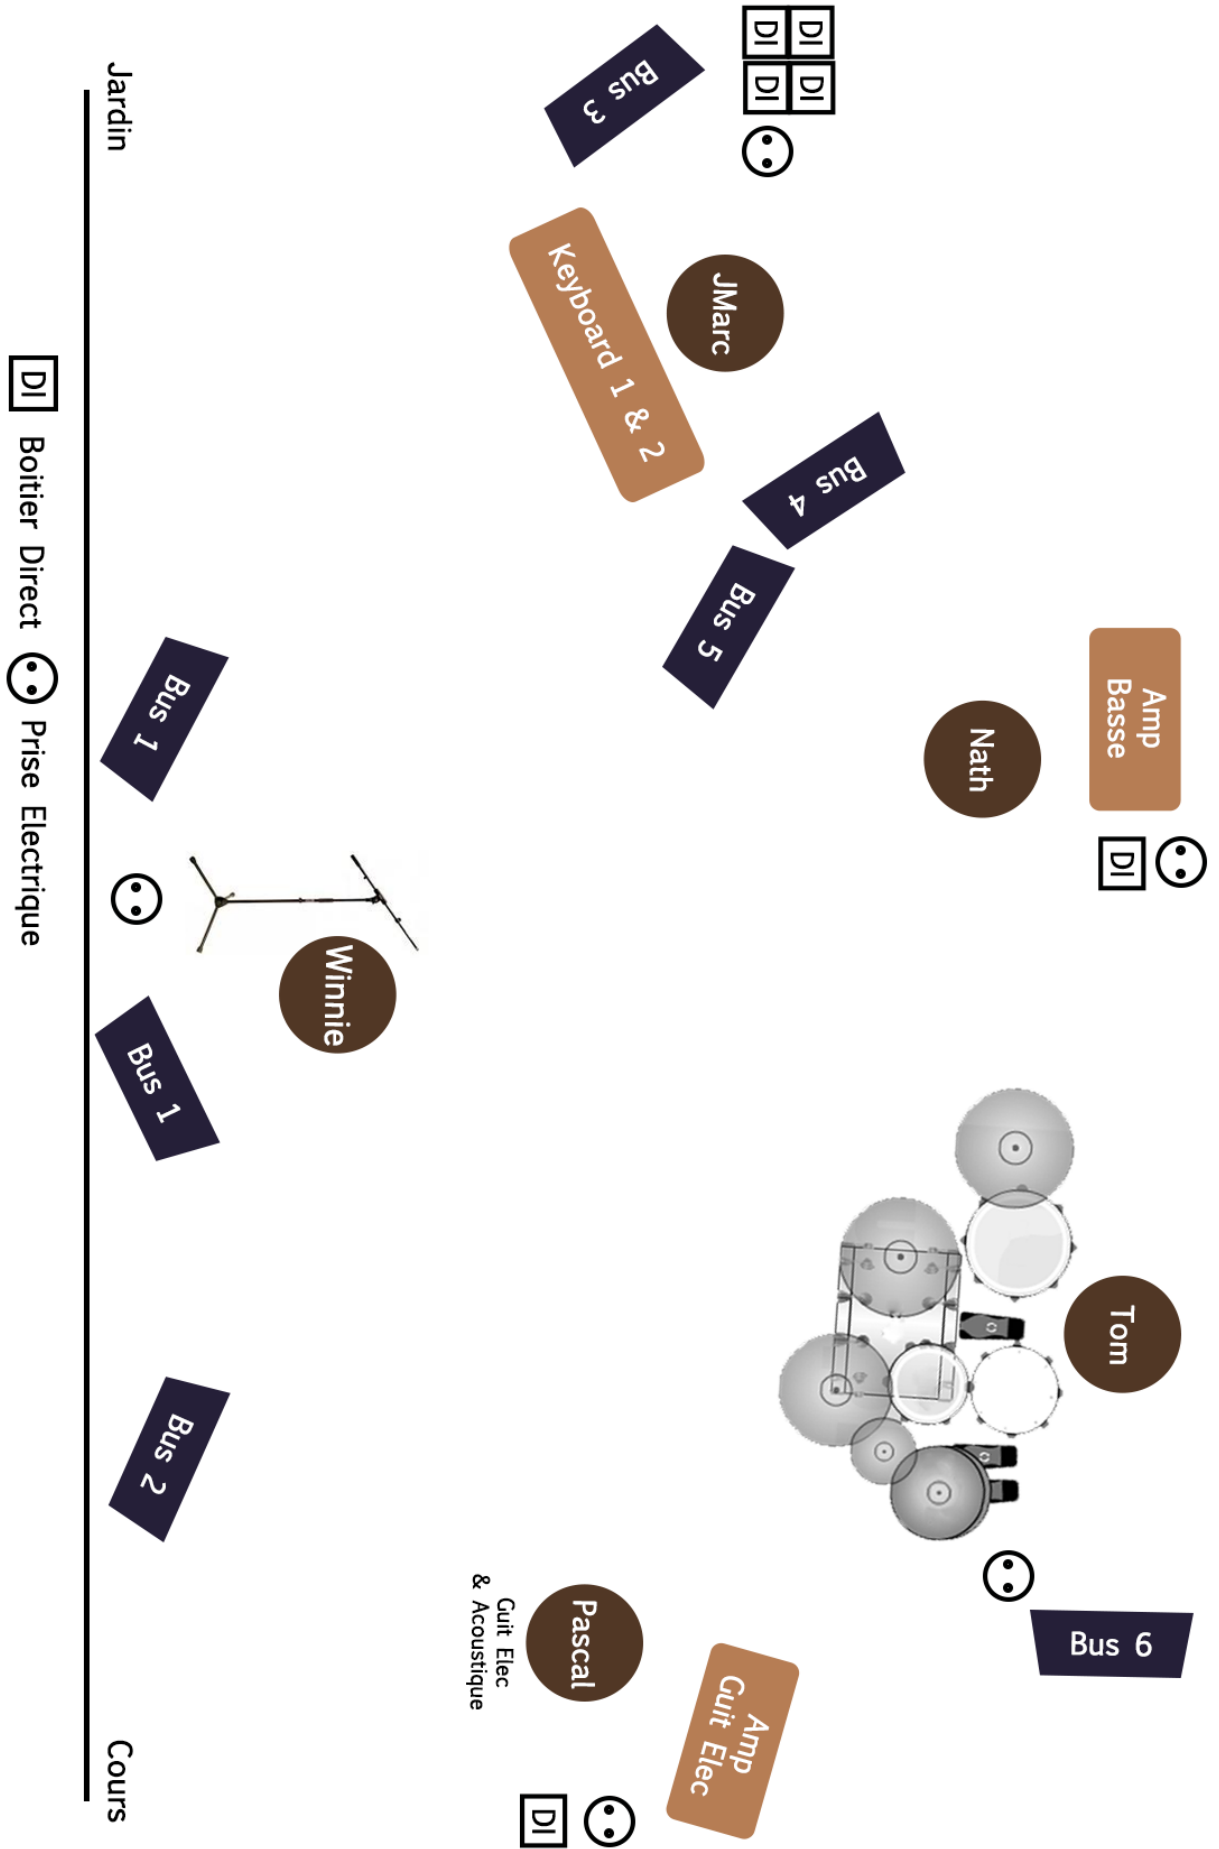 DI DI
DI DI
Bus 3
JMarc
Keyboard 1 & 2
Bus 4
Bus 5
Amp
Basse
Nath
DI
Tom
Bus 6
Winnie
Pascal
Guit Elec
& Acoustique
Amp
Guit Elec
DI
Bus 1
Bus 1
Bus 2
Jardin
Cours
DI Boitier Direct Prise Electrique